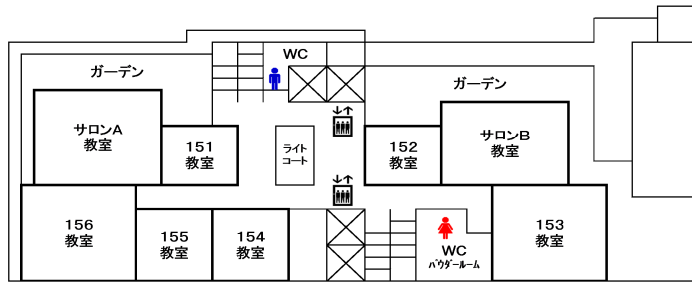 WC
ガーデン
ガーデン
サロンA
教室
サロンB
教室
151
教室
ライト
コート
152
教室
156
教室
155
教室
154
教室
WC
パウダールーム
153
教室